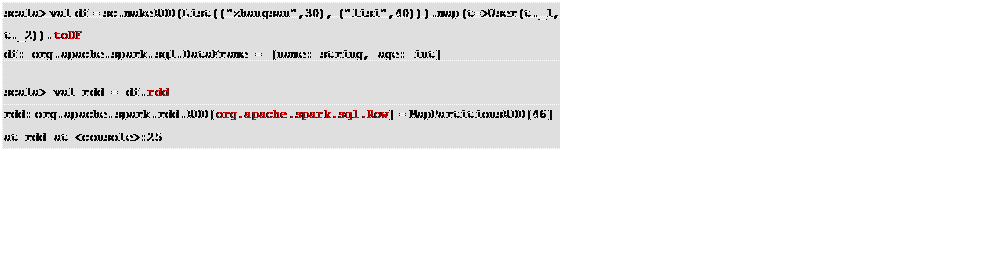 scala> val df = sc.makeRDD(List(("zhangsan",30), ("lisi",40))).map(t=>User(t._1,
t._2)).toDF
df: org.apache.spark.sql.DataFrame = [name: string, age: int]
scala> val rdd = df.rdd
rdd: org.apache.spark.rdd.RDD[org.apache.spark.sql.Row] = MapPartitionsRDD[46]
at rdd at <console>:25